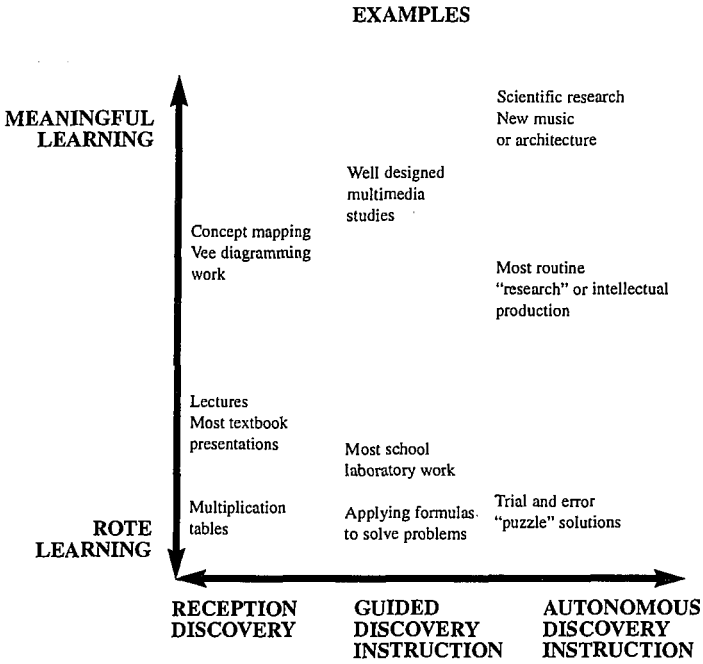 EXAMPLES
MEANINGFUL
LEARNING
Scientific research
New music
or architecture
Well designed
multimedia
studies
Concept mapping
Vee diagramming
work
Most routine
“research” or intellectual
production
Lectures
Most textbook
presentations
Most school
laboratory work
Multiplication
tables
Applying formulas
to solve problems
Trial and error
“puzzle” solutions
ROTE
LEARNING
RECEPTION
DISCOVERY
GUIDED
DISCOVERY
INSTRUCTION
AUTONOMOUS
DISCOVERY
INSTRUCTION